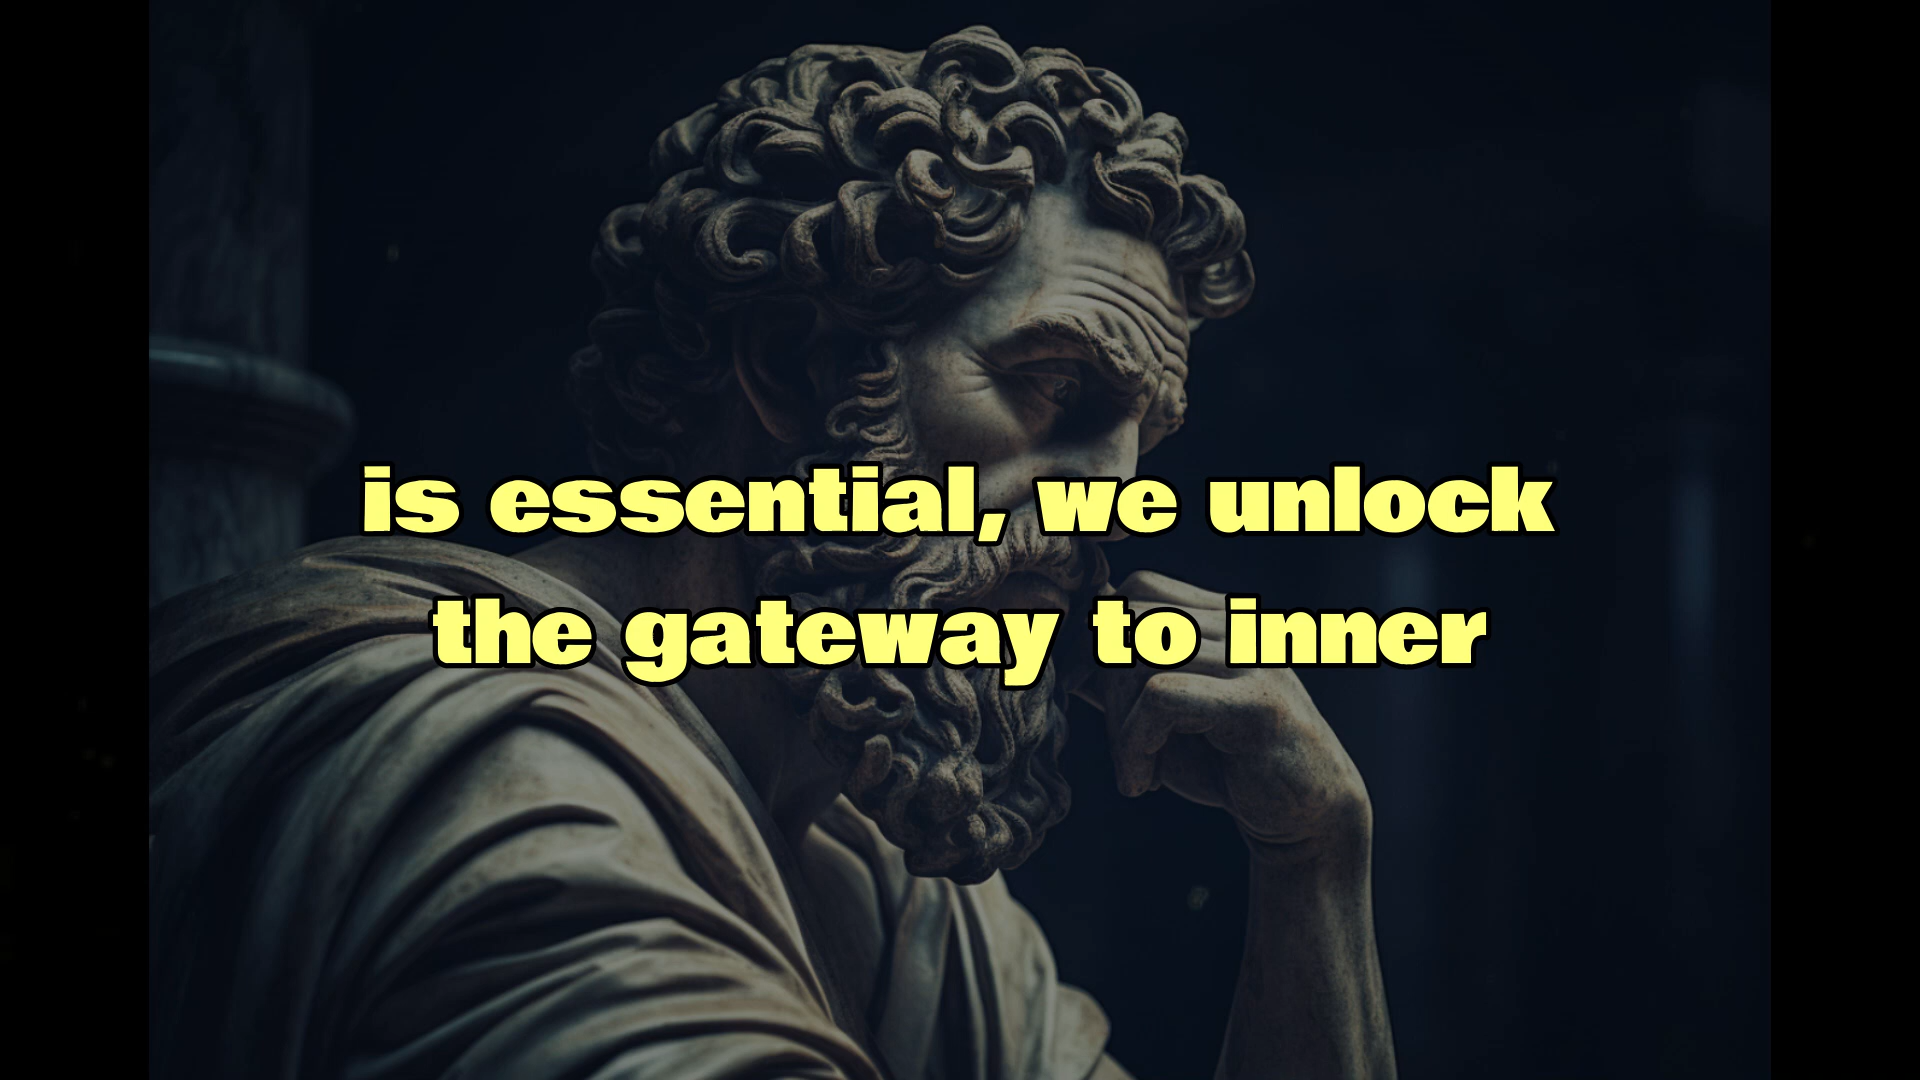 is essential, we unlock
the gateway to inner